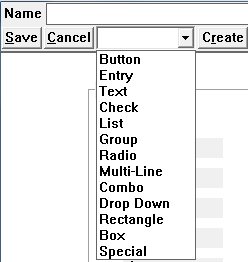 Name
Save Cancel Create
Button
Entry
Text
Check
List
Group
Radio
Multi-Line
Combo
Drop Down
Rectangle
Box
Special